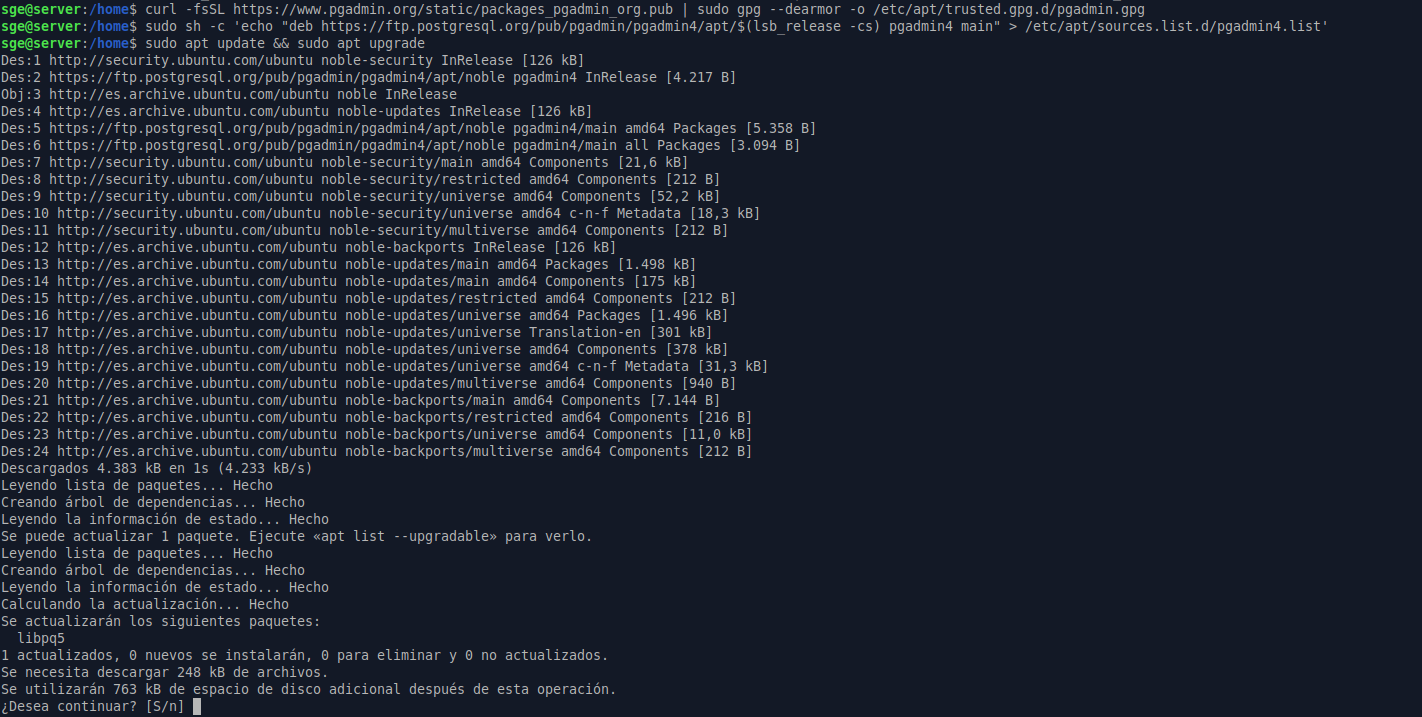 sge@server:/home$ curl -fsSL https://www.pgadmin.org/static/packages_pgadmin_org.pub | sudo gpg --dearmor -o /etc/apt/trusted.gpg.d/pgadmin.gpg
sge@server:/home$ sudo sh -c 'echo "deb https://ftp.postgresql.org/pub/pgadmin/pgadmin4/apt/$(lsb_release -cs) pgadmin4 main" > /etc/apt/sources.list.d/pgadmin4.list'
sge@server:/home$ sudo apt update && sudo apt upgrade
Des:1 http://security.ubuntu.com/ubuntu noble-security InRelease [126 kB]
Des:2 https://ftp.postgresql.org/pub/pgadmin/pgadmin4/apt/noble pgadmin4 InRelease [4.217 B]
Obj:3 http://es.archive.ubuntu.com/ubuntu noble InRelease
Des:4 http://es.archive.ubuntu.com/ubuntu noble-updates InRelease [126 kB]
Des:5 https://ftp.postgresql.org/pub/pgadmin/pgadmin4/apt/noble pgadmin4/main amd64 Packages [5.358 B]
Des:6 https://ftp.postgresql.org/pub/pgadmin/pgadmin4/apt/noble pgadmin4/main all Packages [3.094 B]
Des:7 http://security.ubuntu.com/ubuntu noble-security/main amd64 Components [21,6 kB]
Des:8 http://security.ubuntu.com/ubuntu noble-security/restricted amd64 Components [212 B]
Des:9 http://security.ubuntu.com/ubuntu noble-security/universe amd64 Components [52,2 kB]
Des:10 http://security.ubuntu.com/ubuntu noble-security/universe amd64 c-n-f Metadata [18,3 kB]
Des:11 http://security.ubuntu.com/ubuntu noble-security/multiverse amd64 Components [212 B]
Des:12 http://es.archive.ubuntu.com/ubuntu noble-backports InRelease [126 kB]
Des:13 http://es.archive.ubuntu.com/ubuntu noble-updates/main amd64 Packages [1.498 kB]
Des:14 http://es.archive.ubuntu.com/ubuntu noble-updates/main amd64 Components [175 kB]
Des:15 http://es.archive.ubuntu.com/ubuntu noble-updates/restricted amd64 Components [212 B]
Des:16 http://es.archive.ubuntu.com/ubuntu noble-updates/universe amd64 Packages [1.496 kB]
Des:17 http://es.archive.ubuntu.com/ubuntu noble-updates/universe Translation-en [301 kB]
Des:18 http://es.archive.ubuntu.com/ubuntu noble-updates/universe amd64 Components [378 kB]
Des:19 http://es.archive.ubuntu.com/ubuntu noble-updates/universe amd64 c-n-f Metadata [31,3 kB]
Des:20 http://es.archive.ubuntu.com/ubuntu noble-updates/multiverse amd64 Components [940 B]
Des:21 http://es.archive.ubuntu.com/ubuntu noble-backports/main amd64 Components [7.144 B]
Des:22 http://es.archive.ubuntu.com/ubuntu noble-backports/restricted amd64 Components [216 B]
Des:23 http://es.archive.ubuntu.com/ubuntu noble-backports/universe amd64 Components [11,0 kB]
Des:24 http://es.archive.ubuntu.com/ubuntu noble-backports/multiverse amd64 Components [212 B]
Descargados 4.383 kB en 1s (4.233 kB/s)
Leyendo lista de paquetes... Hecho
Creando árbol de dependencias... Hecho
Leyendo la información de estado... Hecho
Se puede actualizar 1 paquete. Ejecute «apt list --upgradable» para verlo.
Leyendo lista de paquetes... Hecho
Creando árbol de dependencias... Hecho
Leyendo la información de estado... Hecho
Calculando la actualización... Hecho
Se actualizarán los siguientes paquetes:
  libpq5
1 actualizados, 0 nuevos se instalarán, 0 para eliminar y 0 no actualizados.
Se necesita descargar 248 kB de archivos.
Se utilizarán 763 kB de espacio de disco adicional después de esta operación.
¿Desea continuar? [S/n]